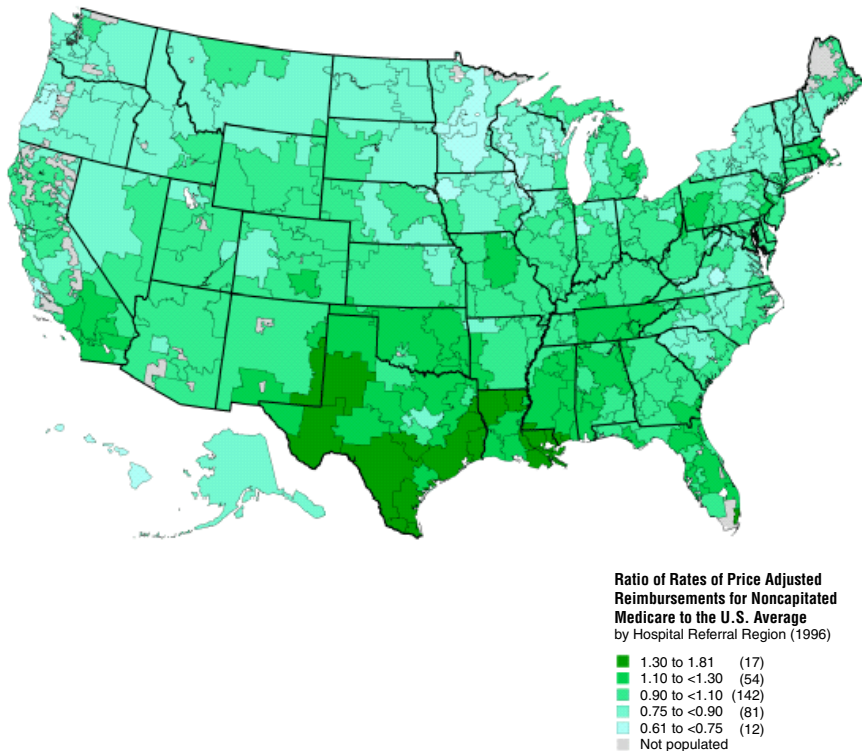 Ratio of Rates of Price Adjusted
Reimbursements for Noncapitated
Medicare to the U.S. Average
by Hospital Referral Region (1996)
1.30 to 1.81 (17)
1.10 to <1.30 (54)
0.90 to <1.10 (142)
0.75 to <0.90 (81)
0.61 to <0.75 (12)
Not populated